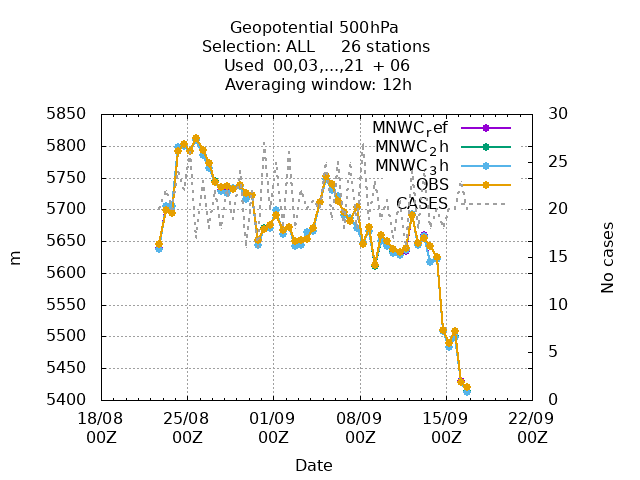 Geopotential 500hPa
Selection: ALL 26 stations
Used 00,03,...,21 + 06
Averaging window: 12h
5850
5800
5750
5700
5650
5600
5550
5500
5450
5400
30
25
20
15
10
5
0
m
No cases
MNWC_ref
MNWC_2h
MNWC_3h
OBS
CASES
18/08 25/08 01/09 08/09 15/09 22/09
00Z 00Z 00Z 00Z 00Z 00Z
Date